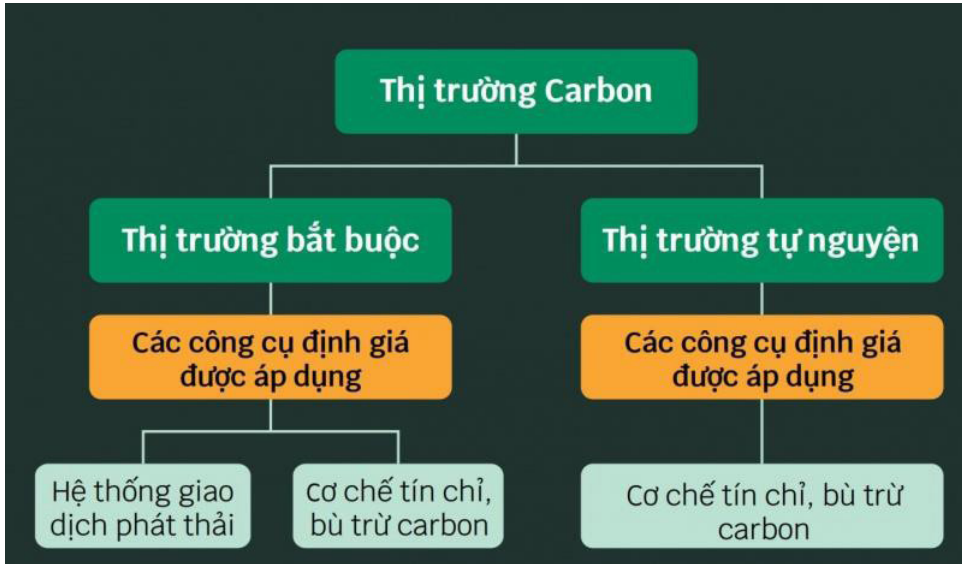 Thị trường Carbon
Thị trường bắt buộc
Thị trường tự nguyện
Các công cụ định giá
được áp dụng
Các công cụ định giá
được áp dụng
Hệ thống giao
dịch phát thải
Cơ chế tín chỉ,
bù trừ carbon
Cơ chế tín chỉ, bù trừ
carbon